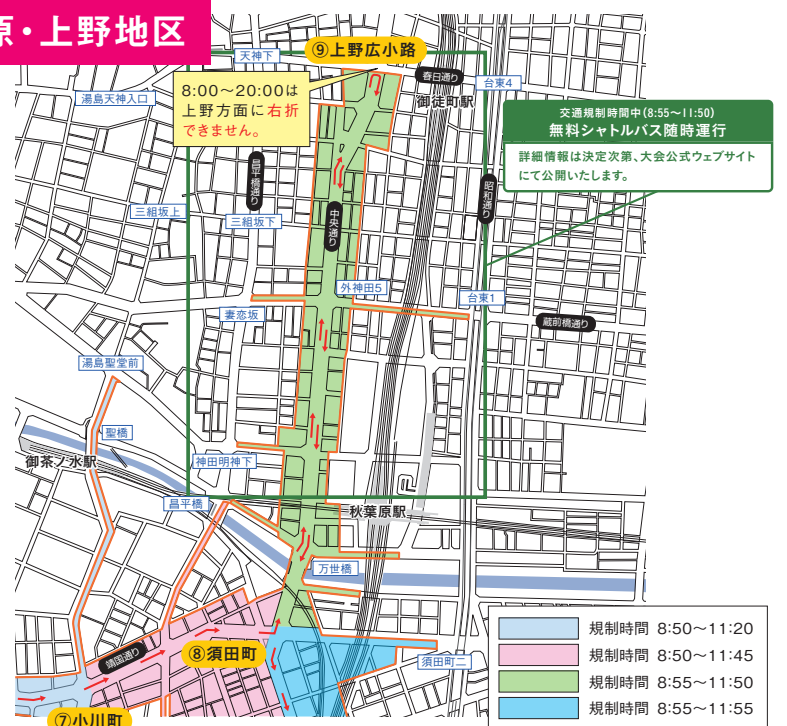 原・上野地区
⑨上野広小路
天神下
春日通り
台東4
8:00〜20:00は
上野方面に右折
できません。
湯島天神入口
御徒町駅
交通規制時間中(8:55〜11:50)
無料シャトルバス随時運行
詳細情報は決定次第、大会公式ウェブサイト
にて公開いたします。
昌平橋通り
昭和通り
三組坂上
三組坂下
中央通り
外神田5
台東1
妻恋坂
蔵前橋通り
湯島聖堂前
聖橋
御茶ノ水駅
神田明神下
昌平橋
秋葉原駅
万世橋
靖国通り
⑧須田町
須田町二
⑦小川町
規制時間 8:50〜11:20
規制時間 8:50〜11:45
規制時間 8:55〜11:50
規制時間 8:55〜11:55